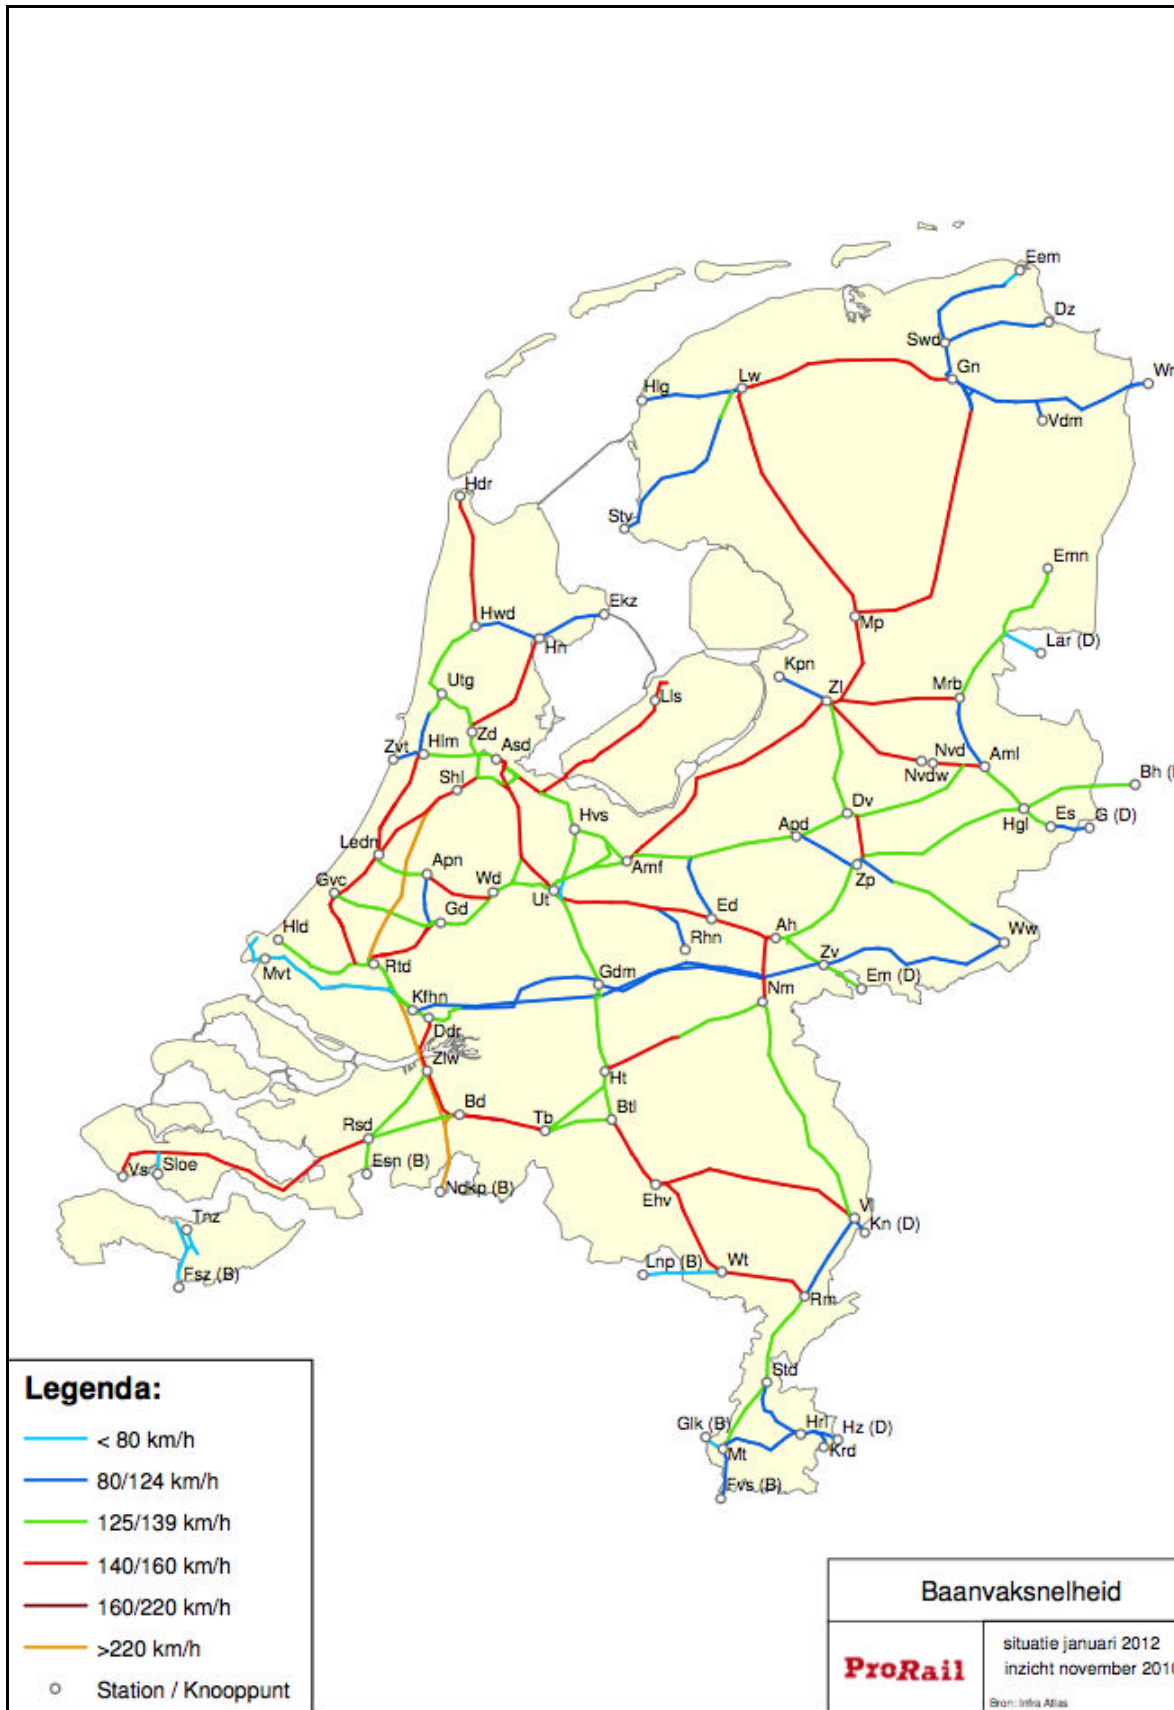 Eem
Dz
Swd
Gn
Wr
Lw
Hlg
Vdm
Hdr
Stv
Emn
Ekz
Hwd
Mp
Hn
Lar (D)
Kpn
Utg
Lls
Zl
Mrb
Zd
Zvt
Hlm
Asd
Nvd
Aml
Shl
Nvdw
Bh (
Hvs
Dv
Es
G (D)
Apd
Hgl
Ledn
Apn
Amf
Zp
Gvc
Wd
Ut
Gd
Ed
Ah
Hld
Rhn
Ww
Mvt
Rtd
Zv
Gdm
Em (D)
Kfhn
Nm
Ddr
Zlw
Ht
Bd
Btl
Tb
Rsd
Esn (B)
Vs
Sloe
Ndkp (B)
Ehv
Vl
Tnz
Kn (D)
Lnp (B)
Wt
Fsz (B)
Rm
Std
Glk (B)
Hrl
Hz (D)
Mt
Krd
Evs (B)
Legenda:
< 80 km/h
80/124 km/h
125/139 km/h
140/160 km/h
160/220 km/h
>220 km/h
Station / Knooppunt
Baanvaksnelheid
ProRail
situatie januari 2012
inzicht november 2010
Bron: Infra Atlas